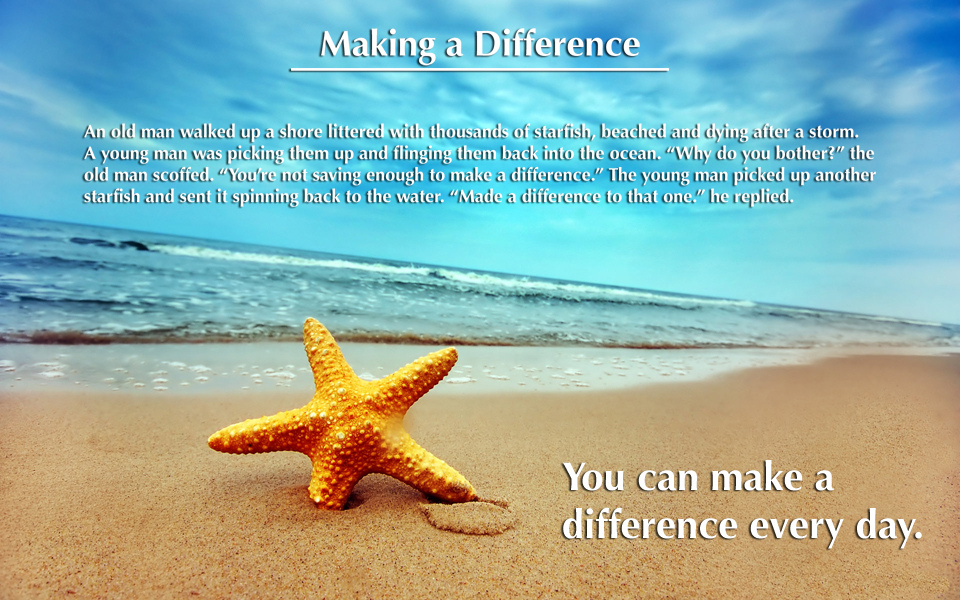 Making a Difference
An old man walked up a shore littered with thousands of starfish, beached and dying after a storm.
A young man was picking them up and flinging them back into the ocean. “Why do you bother?” the
old man scoffed. “You’re not saving enough to make a difference.” The young man picked up another
starfish and sent it spinning back to the water. “Made a difference to that one.” he replied.
You can make a
difference every day.